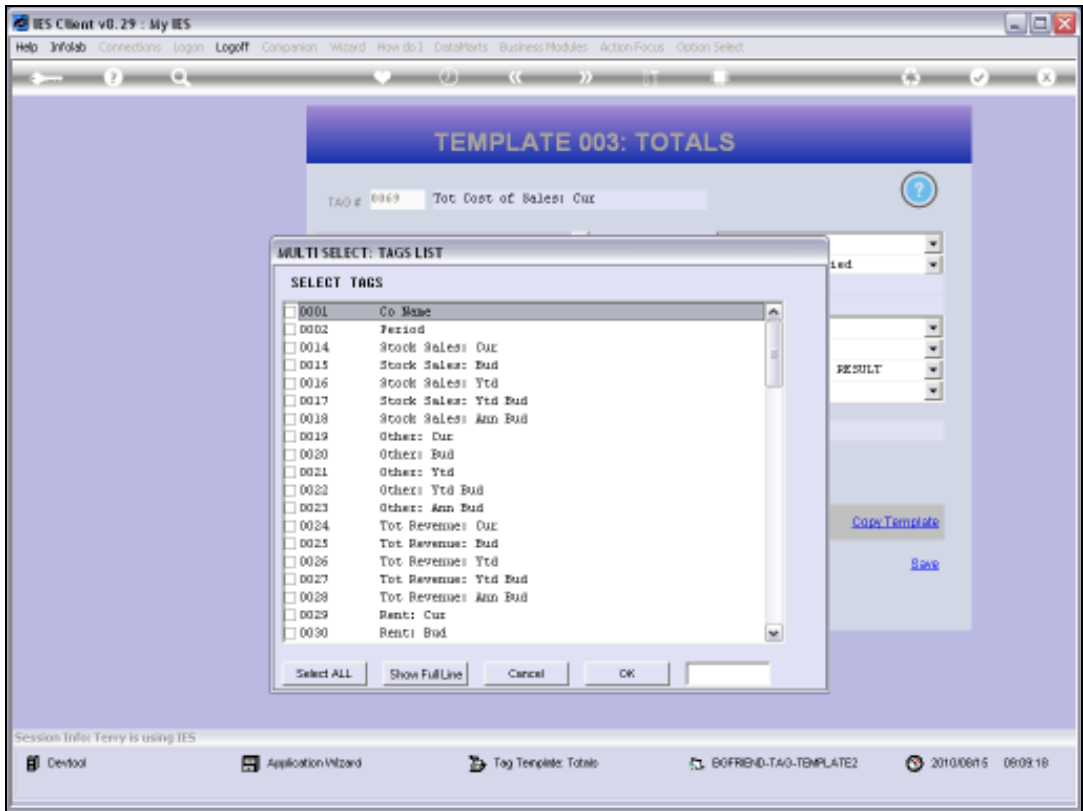 IES Client v8.29 : My IES
Help Infolab Connections Logon Logoff Companion Wizard How do I DataMarts Business Modules Action Focus Option Select
TEMPLATE 003: TOTALS
TAG # 0069 Tot Cost of Sales: Cur
MULTI SELECT: TAGS LIST
SELECT TAGS
0001 Co Name
0002 Period
0014 Stock Sales: Cur
0015 Stock Sales: Bud
0016 Stock Sales: Ytd
0017 Stock Sales: Ytd Bud
0018 Stock Sales: Ann Bud
0019 Other: Cur
0020 Other: Bud
0021 Other: Ytd
0022 Other: Ytd Bud
0023 Other: Ann Bud
0024 Tot Revenue: Cur
0025 Tot Revenue: Bud
0026 Tot Revenue: Ytd
0027 Tot Revenue: Ytd Bud
0028 Tot Revenue: Ann Bud
0029 Rent: Cur
0030 Rent: Bud
ied
RESULT
Copy Template
Save
Select ALL Show Full Line Cancel OK
Session Info: Terry is using IES
Devtool Application Wizard Tag Template: Totals BGFRIEND-TAG-TEMPLATE2 2010/08/15 09:09:18